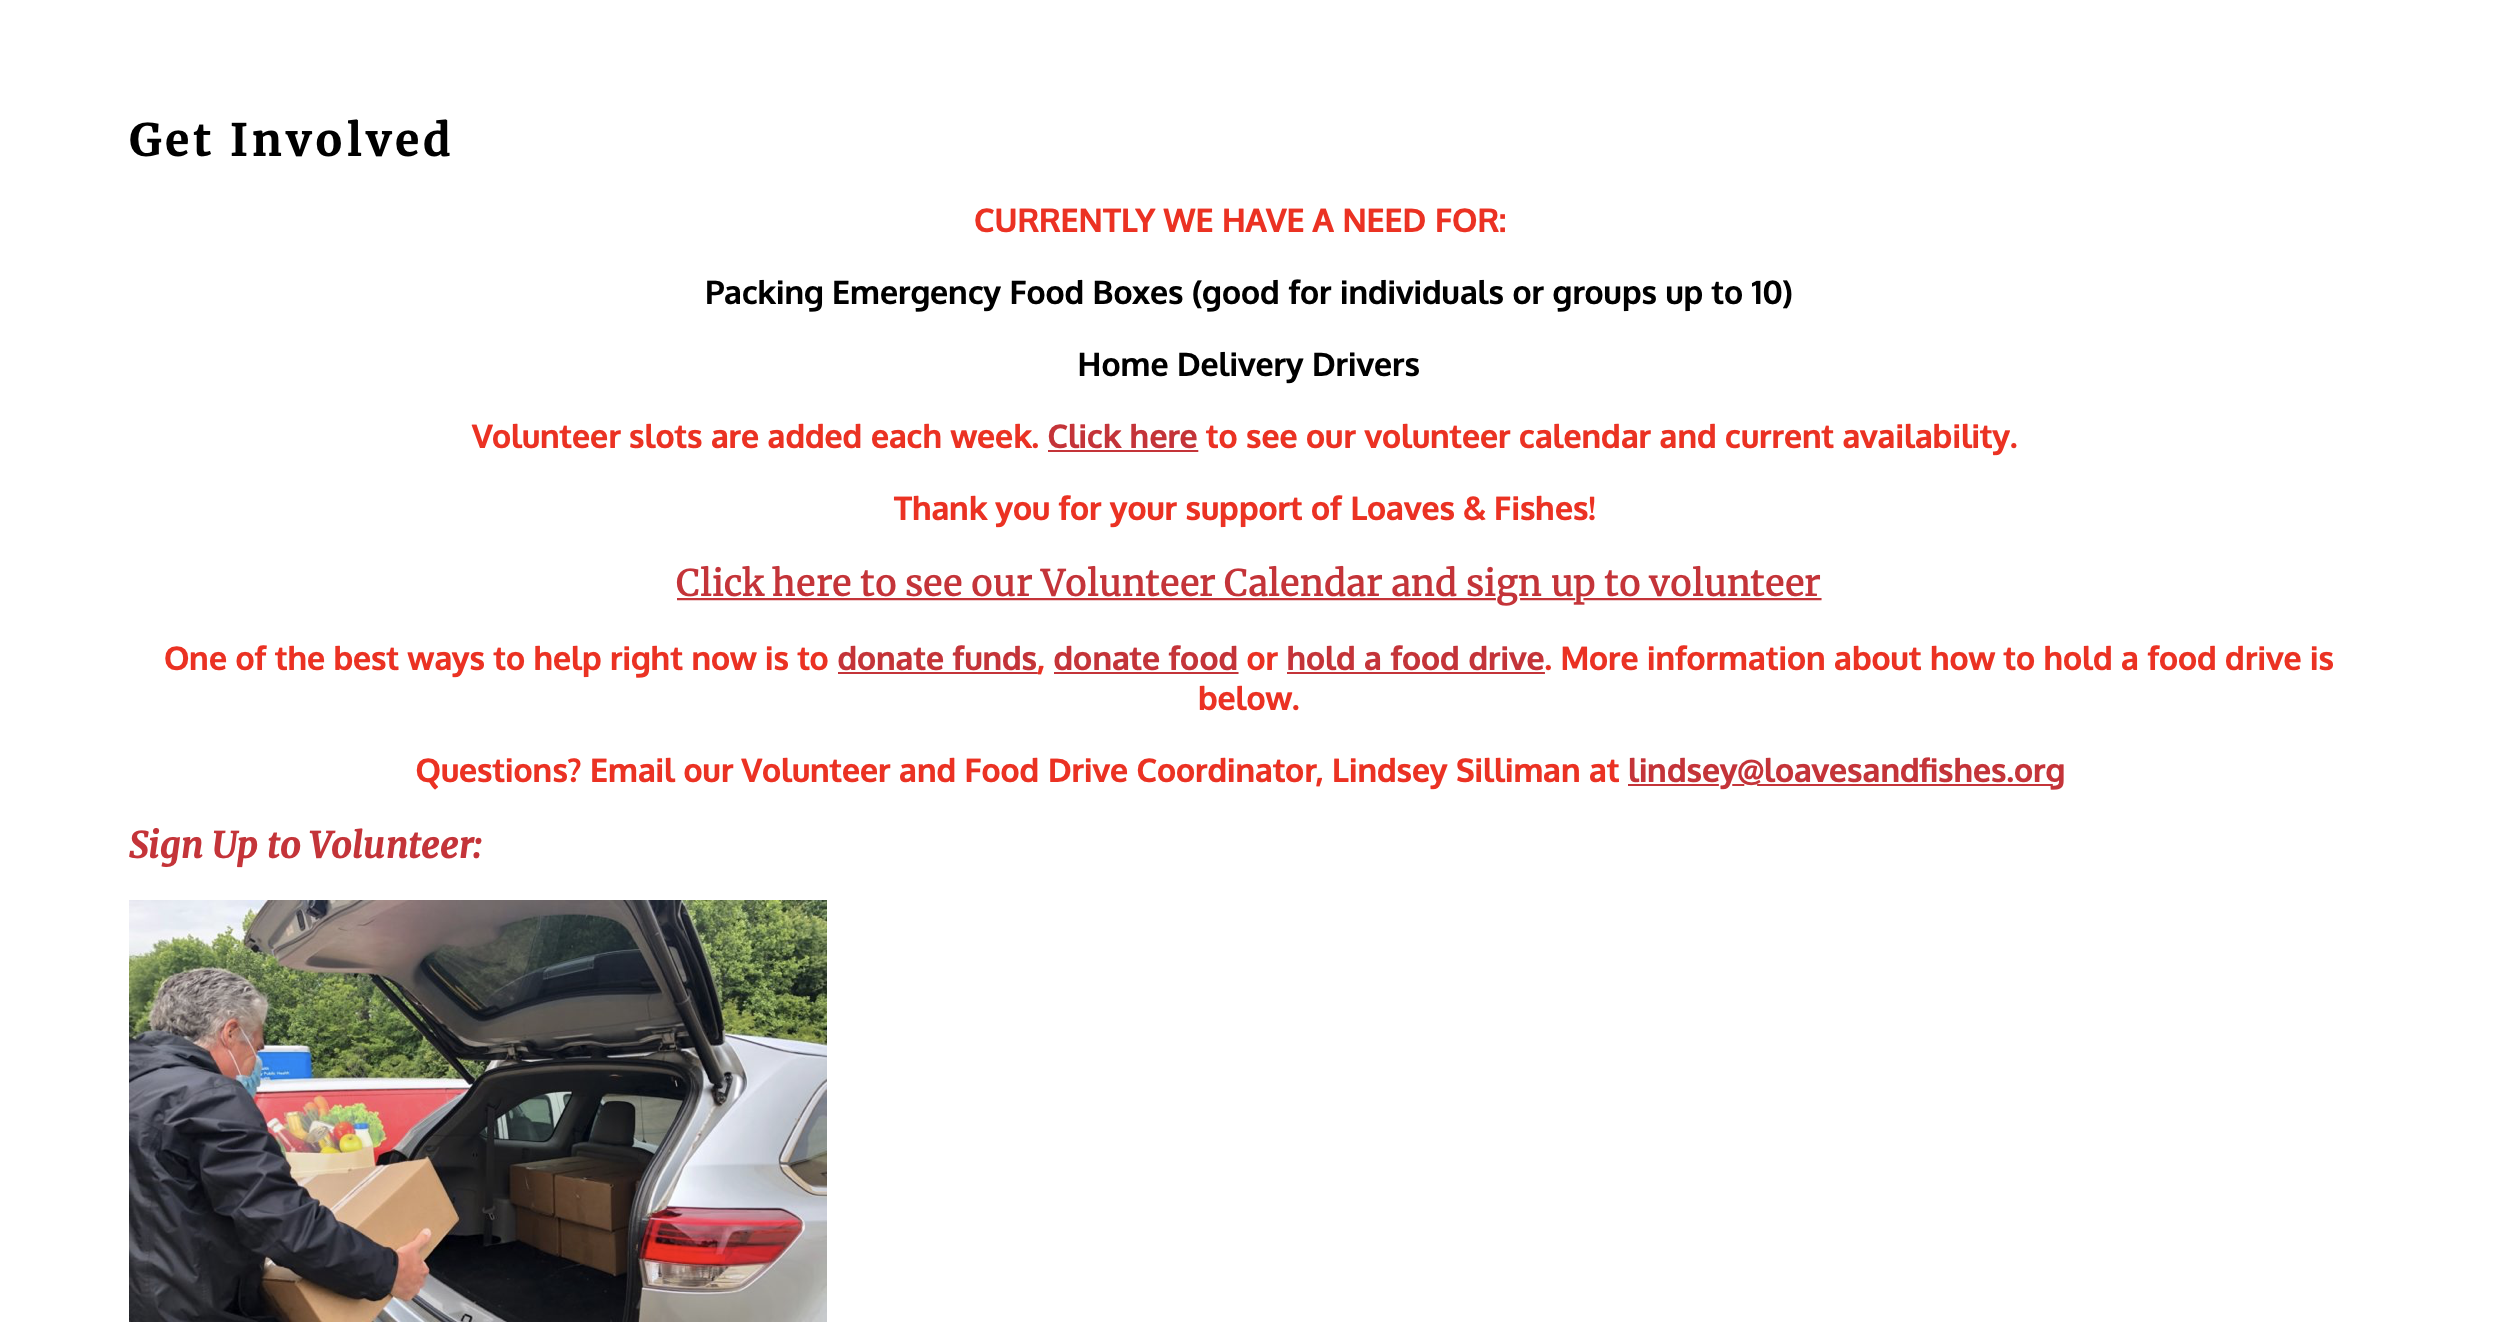 Get Involved
CURRENTLY WE HAVE A NEED FOR:
Packing Emergency Food Boxes (good for individuals or groups up to 10)
Home Delivery Drivers
Volunteer slots are added each week. Click here to see our volunteer calendar and current availability.
Thank you for your support of Loaves & Fishes!
Click here to see our Volunteer Calendar and sign up to volunteer
One of the best ways to help right now is to donate funds, donate food or hold a food drive. More information about how to hold a food drive is
below.
Questions? Email our Volunteer and Food Drive Coordinator, Lindsey Silliman at lindsey@loavesandfishes.org
Sign Up to Volunteer:
Public Health